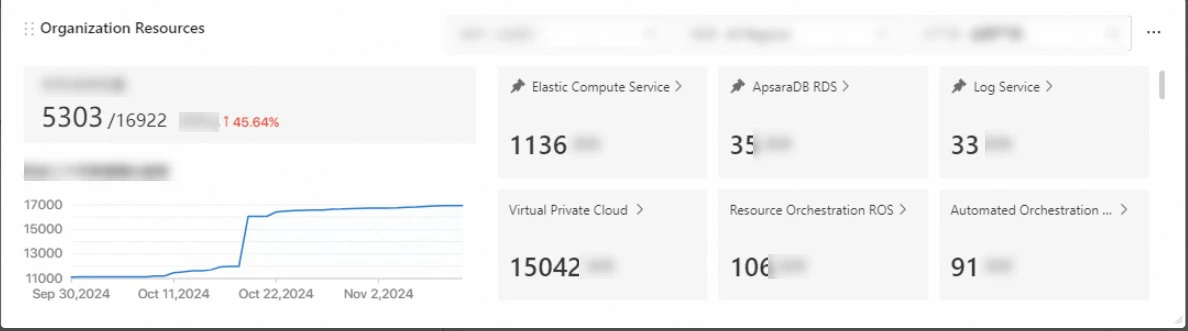 Organization Resources
5303 /16922 ↑45.64%
17000
15000
13000
11000
Sep 30,2024 Oct 11,2024 Oct 22,2024 Nov 2,2024
Elastic Compute Service >
1136
ApsaraDB RDS >
35
Log Service >
33
Virtual Private Cloud >
15042
Resource Orchestration ROS >
106
Automated Orchestration ... >
91